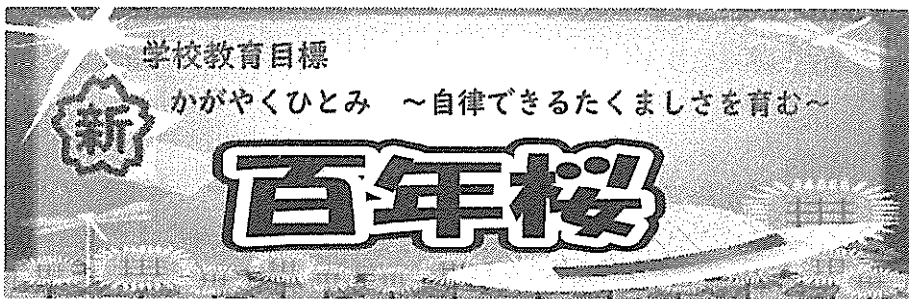 学校教育目標
かがやくひとみ　～自律できるたくましさを育む～
新
百年桜